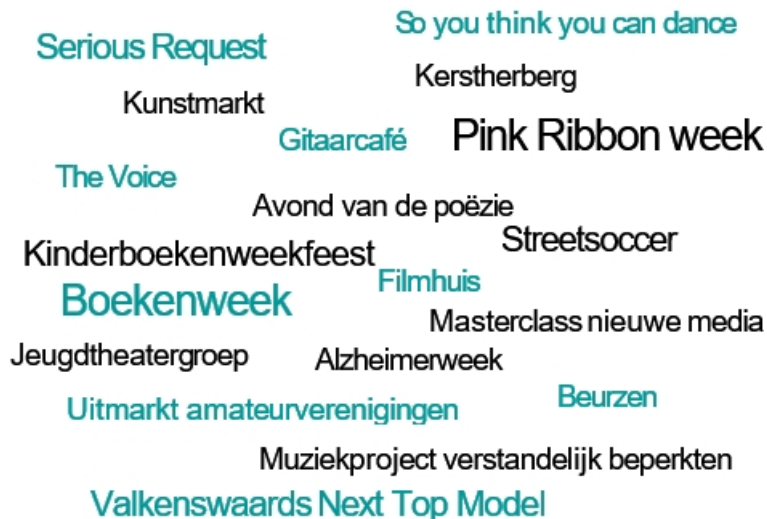 So you think you can dance
Serious Request
Kerstherberg
Kunstmarkt
Pink Ribbon week
Gitaarcafé
The Voice
Avond van de poëzie
Streetsoccer
Kinderboekenweekfeest
Filmhuis
Boekenweek
Masterclass nieuwe media
Jeugdtheatergroep
Alzheimerweek
Beurzen
Uitmarkt amateurverenigingen
Muziekproject verstandelijk beperkten
Valkenswaards Next Top Model